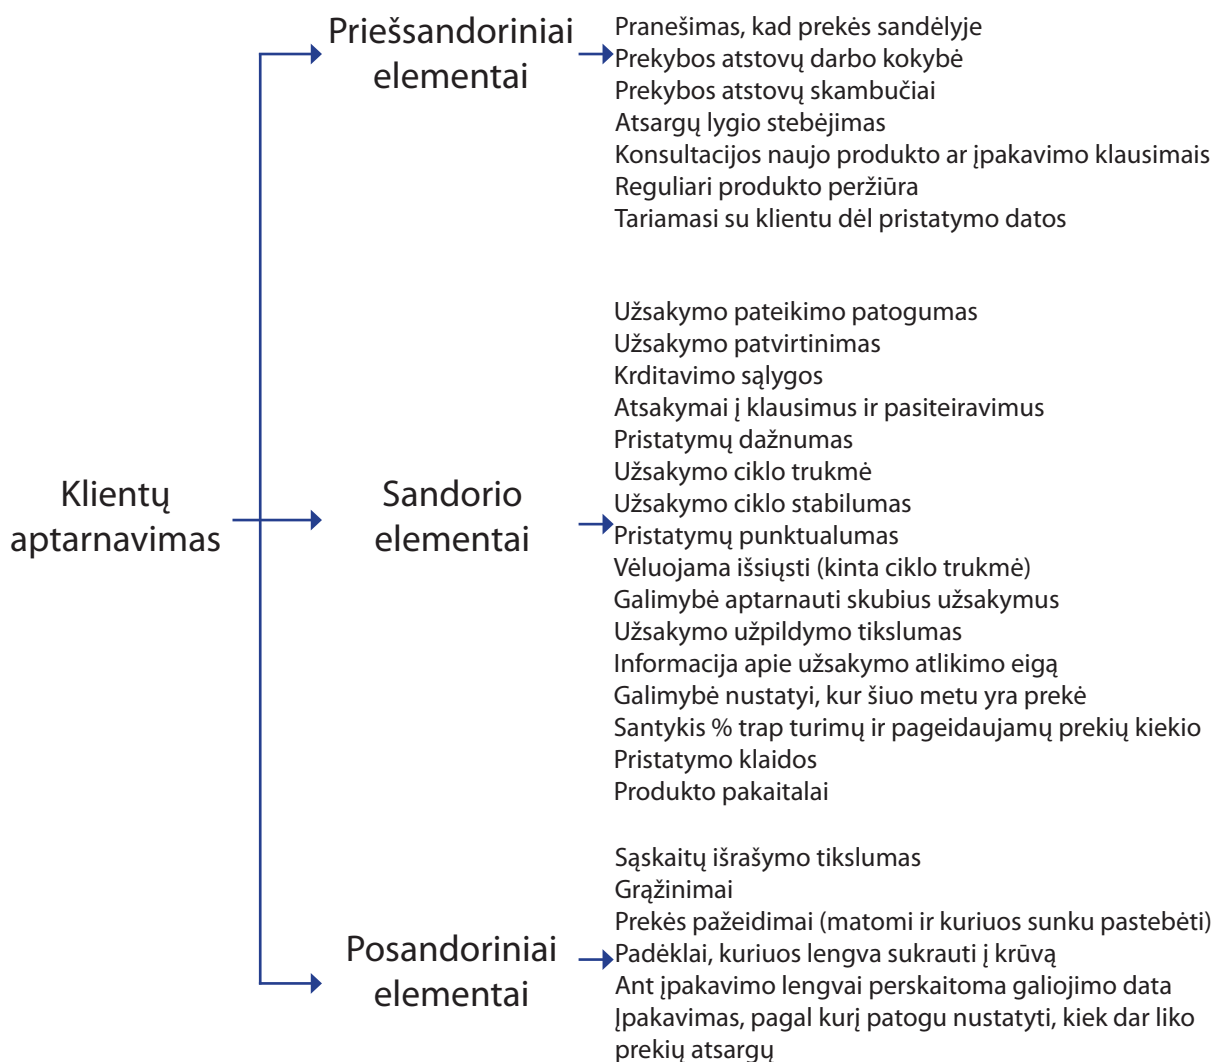 Klientų
aptarnavimas
Priešsandoriniai
elementai
Pranešimas, kad prekės sandėlyje
Prekybos atstovų darbo kokybė
Prekybos atstovų skambučiai
Atsargų lygio stebėjimas
Konsultacijos naujo produkto ar įpakavimo klausimais
Reguliari produkto peržiūra
Tariamasi su klientu dėl pristatymo datos
Sandorio
elementai
Užsakymo pateikimo patogumas
Užsakymo patvirtinimas
Krditavimo sąlygos
Atsakymai į klausimus ir pasiteiravimus
Pristatymų dažnumas
Užsakymo ciklo trukmė
Užsakymo ciklo stabilumas
Pristatymų punktualumas
Vėluojama išsiųsti (kinta ciklo trukmė)
Galimybė aptarnauti skubius užsakymus
Užsakymo užpildymo tikslumas
Informacija apie užsakymo atlikimo eigą
Galimybė nustatyi, kur šiuo metu yra prekė
Santykis % trap turimų ir pageidaujamų prekių kiekio
Pristatymo klaidos
Produkto pakaitalai
Posandoriniai
elementai
Sąskaitų išrašymo tikslumas
Grąžinimai
Prekės pažeidimai (matomi ir kuriuos sunku pastebėti)
Padėklai, kuriuos lengva sukrauti į krūvą
Ant įpakavimo lengvai perskaitoma galiojimo data
Įpakavimas, pagal kurį patogu nustatyti, kiek dar liko
prekių atsargų